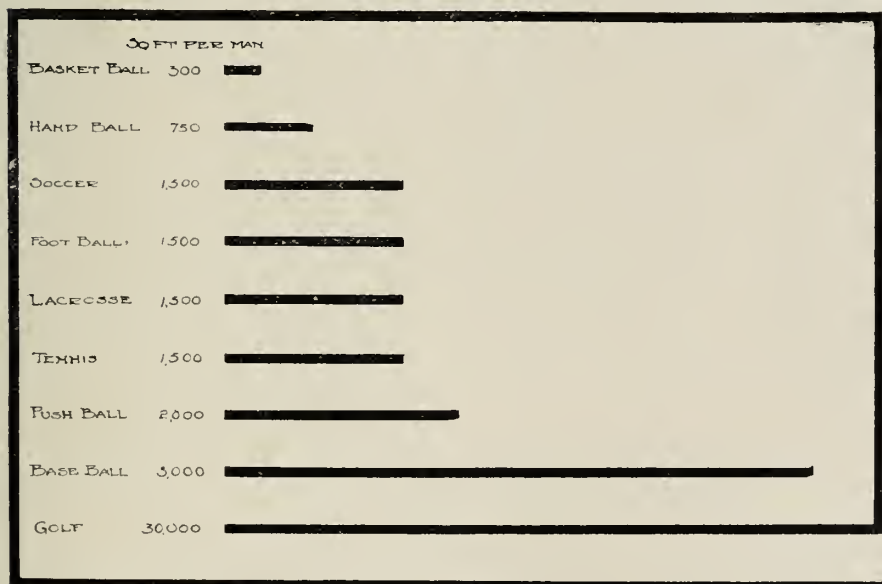 SQ FT PER MAN
BASKET BALL 300
HAND BALL 750
SOCCER 1,500
FOOT BALL 1500
LACROSSE 1,500
TENNIS 1,500
PUSH BALL 2,000
BASE BALL 5,000
GOLF 30,000